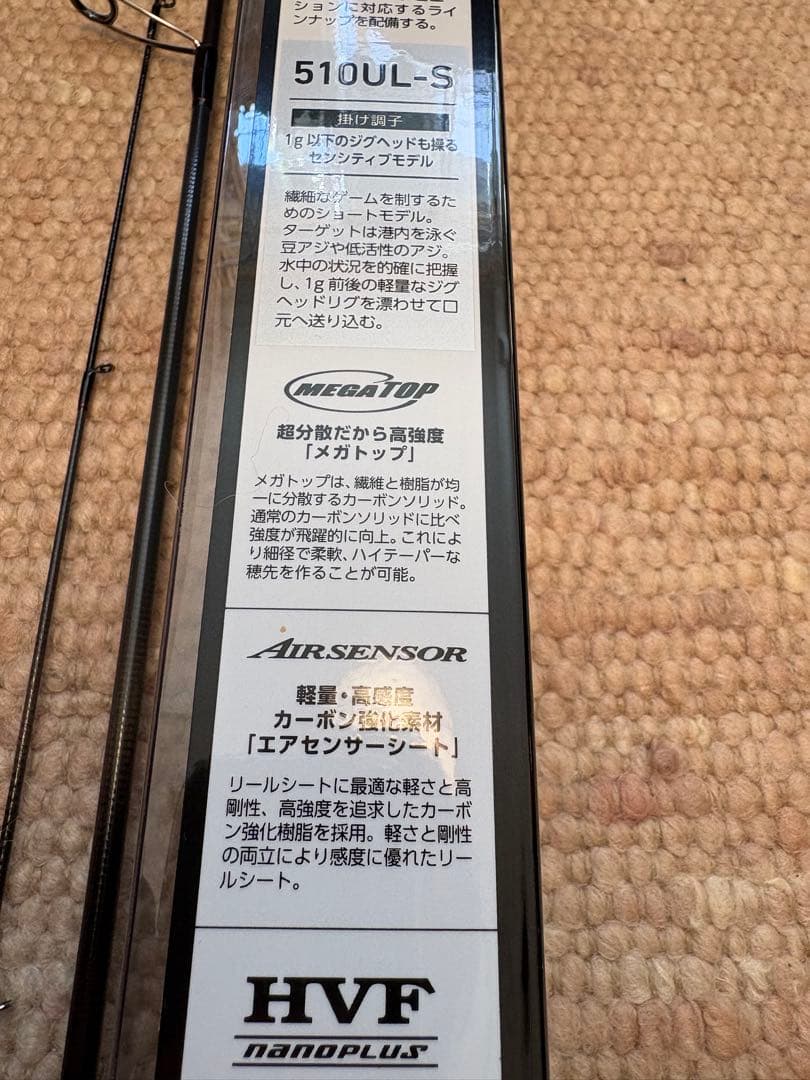 ションに対応するライ
ンナップを配備する。
510UL-S
掛け調子
1g以下のジグヘッドも操る
センシティブモデル
繊細なゲームを制するた
めのショートモデル。
ターゲットは港内を泳ぐ
豆アジや低活性のアジ。
水中の状況を的確に把握
し、1g前後の軽量なジグ
ヘッドリグを漂わせて口
元へ送り込む。
MEGATOP
超分散だから高強度
「メガトップ」
メガトップは、繊維と樹脂が均
一に分散するカーボンソリッド。
通常のカーボンソリッドに比べ
強度が飛躍的に向上。これによ
り細径で柔軟、ハイテーパーな
穂先を作ることが可能。
AIRSENSOR
軽量・高感度
カーボン強化素材
「エアセンサーシート」
リールシートに最適な軽さと高
剛性、高強度を追求したカーボ
ン強化樹脂を採用。軽さと剛性
の両立により感度に優れたリー
ルシート。
HVF
nanoplus